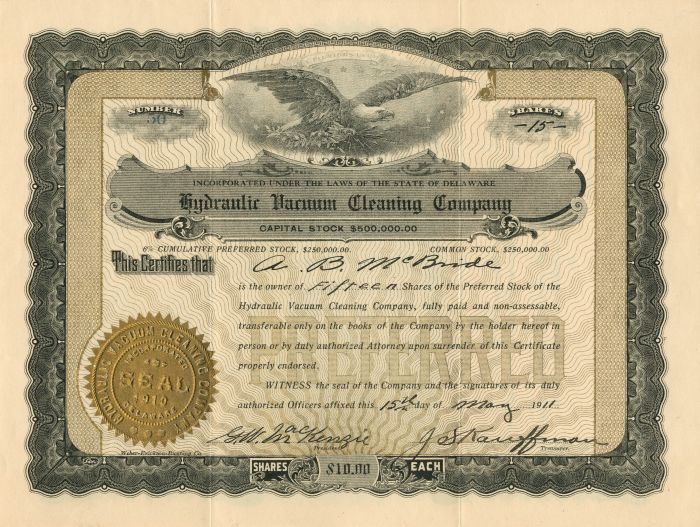 NUMBER
50
SHARES
-15-
INCORPORATED UNDER THE LAWS OF THE STATE OF DELAWARE
Hydraulic Vacuum Cleaning Company
CAPITAL STOCK $500,000.00
6% CUMULATIVE PREFERRED STOCK, $250,000.00 COMMON STOCK, $250,000.00
This Certifies that A. B. McBride
is the owner of Fifteen Shares of the Preferred Stock of the
Hydraulic Vacuum Cleaning Company, fully paid and non-assessable,
transferable only on the books of the Company by the holder hereof in
person or by duly authorized Attorney upon surrender of this Certificate
properly endorsed.
PREFERRED
WITNESS the seal of the Company and the signatures of its duly
authorized Officers affixed this 15th day of May 1911
HYDRAULIC VACUUM CLEANING COMPANY
INCORPORATED
SEAL
1910
DELAWARE
G.W. MacKenzie
President.
J S Kauffman
Treasurer.
SHARES $10.00 EACH